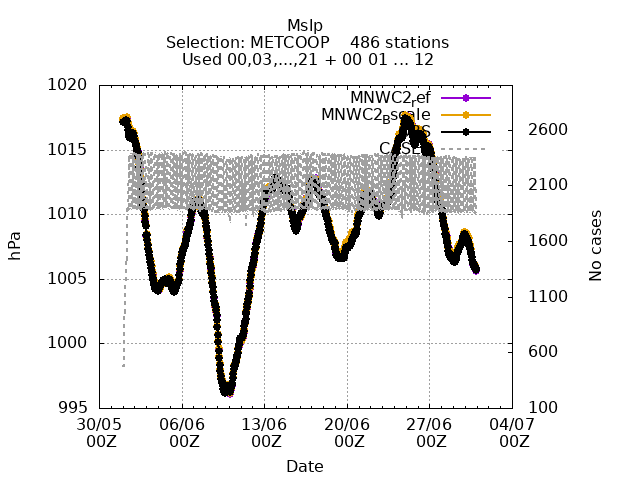 Mslp
Selection: METCOOP 486 stations
Used 00,03,...,21 + 00 01 ... 12
1020
1015
1010
1005
1000
995
hPa
MNWC2ref
MNWC2Bscale
CASES
2600
2100
1600
1100
600
100
No cases
30/05 06/06 13/06 20/06 27/06 04/07
00Z 00Z 00Z 00Z 00Z 00Z
Date